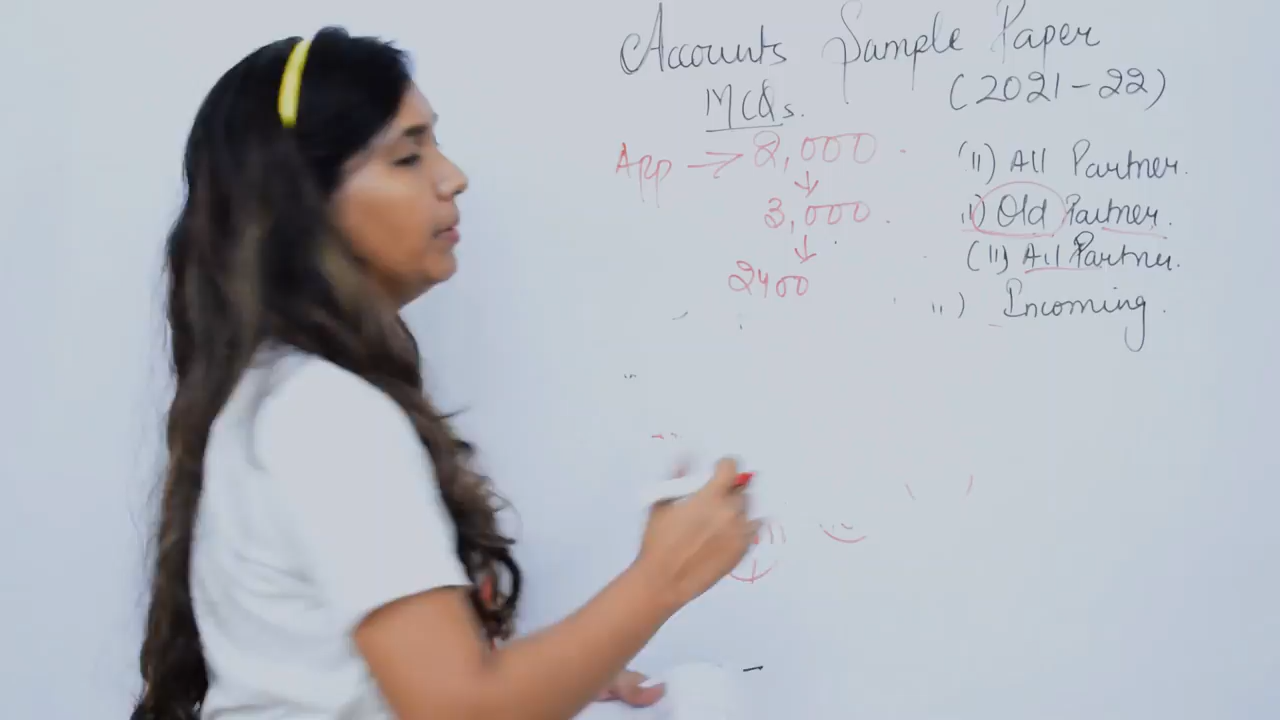 Accounts Sample Paper
MCQs. (2021-22)
App → 8,000 .
↓
3,000 .
↓
2400
(ii) All Partner.
i) Old Partner.
(ii) All Partner.
ii) Incoming.